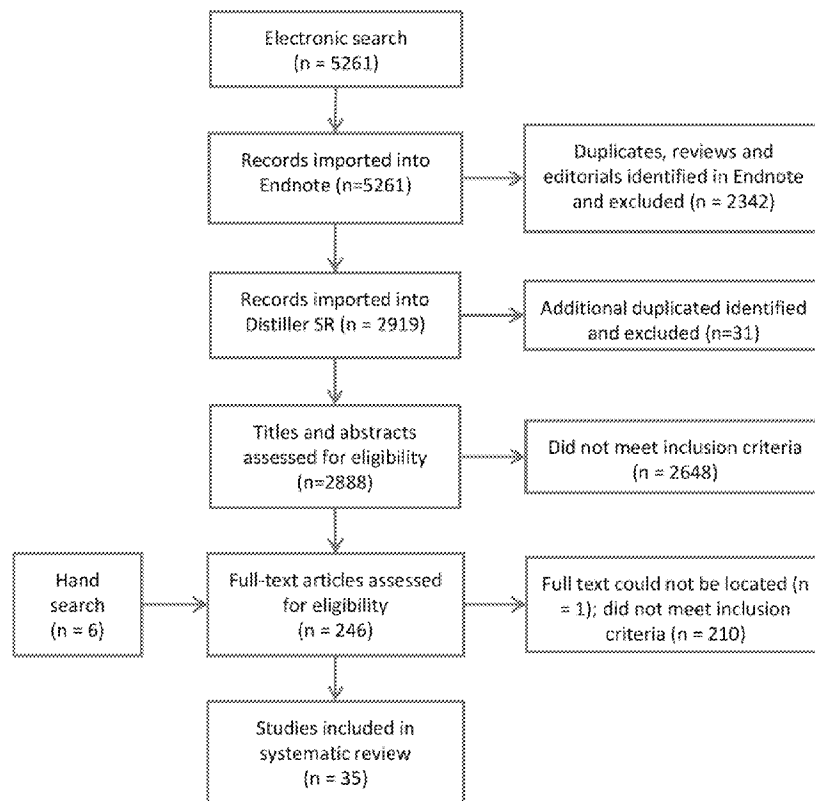 Electronic search
(n = 5261)
Records imported into
Endnote (n=5261)
Duplicates, reviews and
editorials identified in Endnote
and excluded (n = 2342)
Records imported into
Distiller SR (n = 2919)
Additional duplicated identified
and excluded (n=31)
Titles and abstracts
assessed for eligibility
(n=2888)
Did not meet inclusion criteria
(n = 2648)
Hand
search
(n = 6)
Full-text articles assessed
for eligibility
(n = 246)
Full text could not be located (n
= 1); did not meet inclusion
criteria (n = 210)
Studies included in
systematic review
(n = 35)